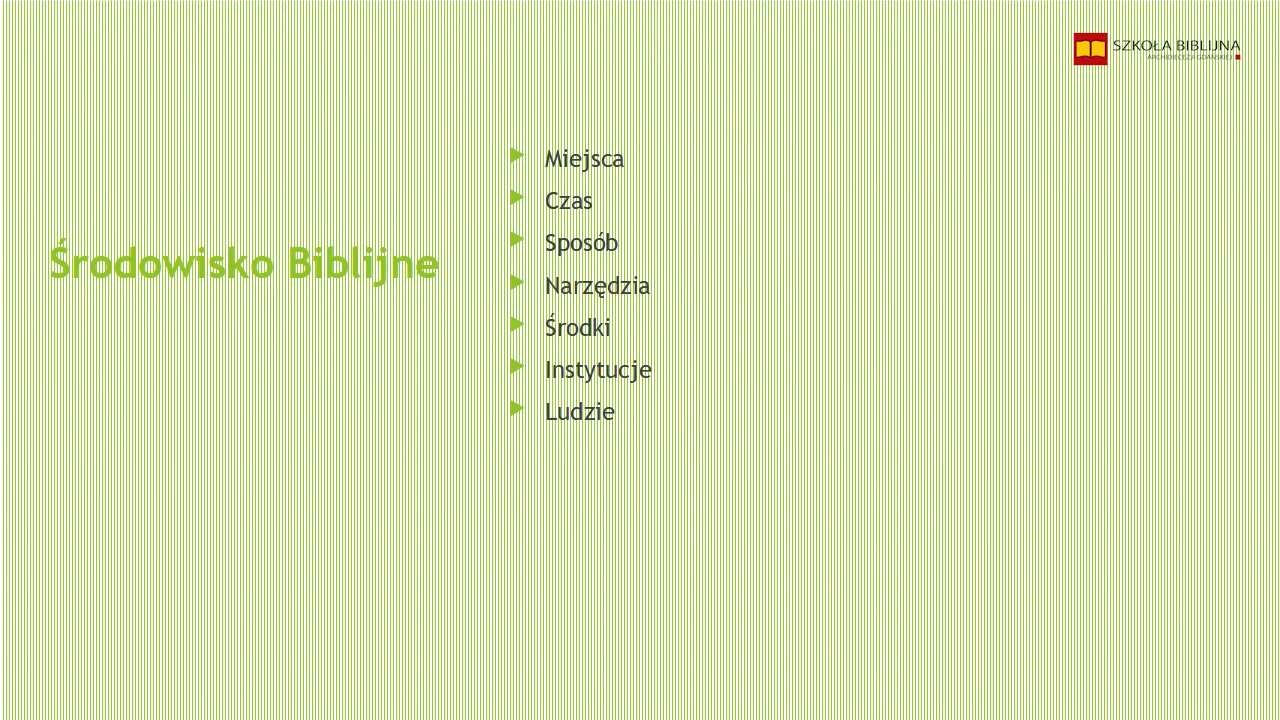 SZKOŁA BIBLIJNA
ARCHIDIECEZJI GDAŃSKIEJ
Środowisko Biblijne
Miejsca
Czas
Sposób
Narzędzia
Środki
Instytucje
Ludzie